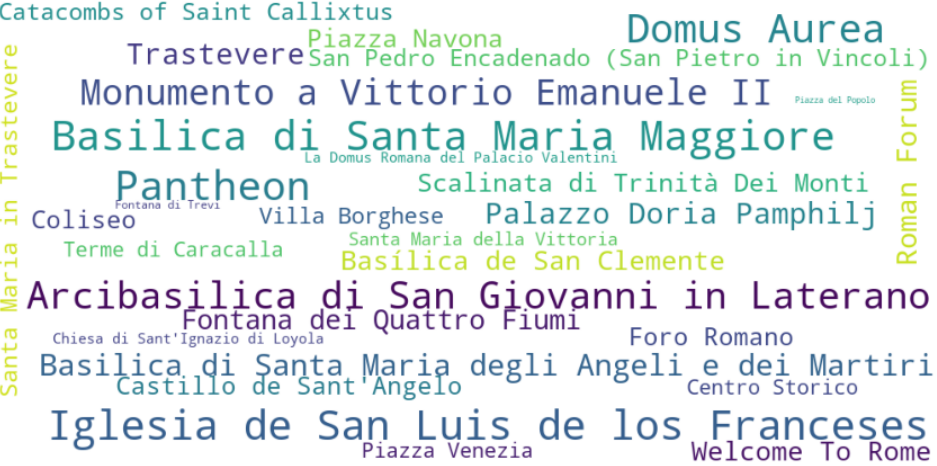 Catacombs of Saint Callixtus
Domus Aurea
Piazza Navona
Trastevere
San Pedro Encadenado (San Pietro in Vincoli)
Monumento a Vittorio Emanuele II
Piazza del Popolo
Basilica di Santa Maria Maggiore
La Domus Romana del Palacio Valentini
Pantheon
Scalinata di Trinità Dei Monti
Fontana di Trevi
Coliseo
Villa Borghese
Palazzo Doria Pamphilj
Roman Forum
Santa Maria in Trastevere
Terme di Caracalla
Santa Maria della Vittoria
Basílica de San Clemente
Arcibasilica di San Giovanni in Laterano
Fontana dei Quattro Fiumi
Chiesa di Sant'Ignazio di Loyola
Foro Romano
Basilica di Santa Maria degli Angeli e dei Martiri
Castillo de Sant'Angelo
Centro Storico
Iglesia de San Luis de los Franceses
Piazza Venezia
Welcome To Rome